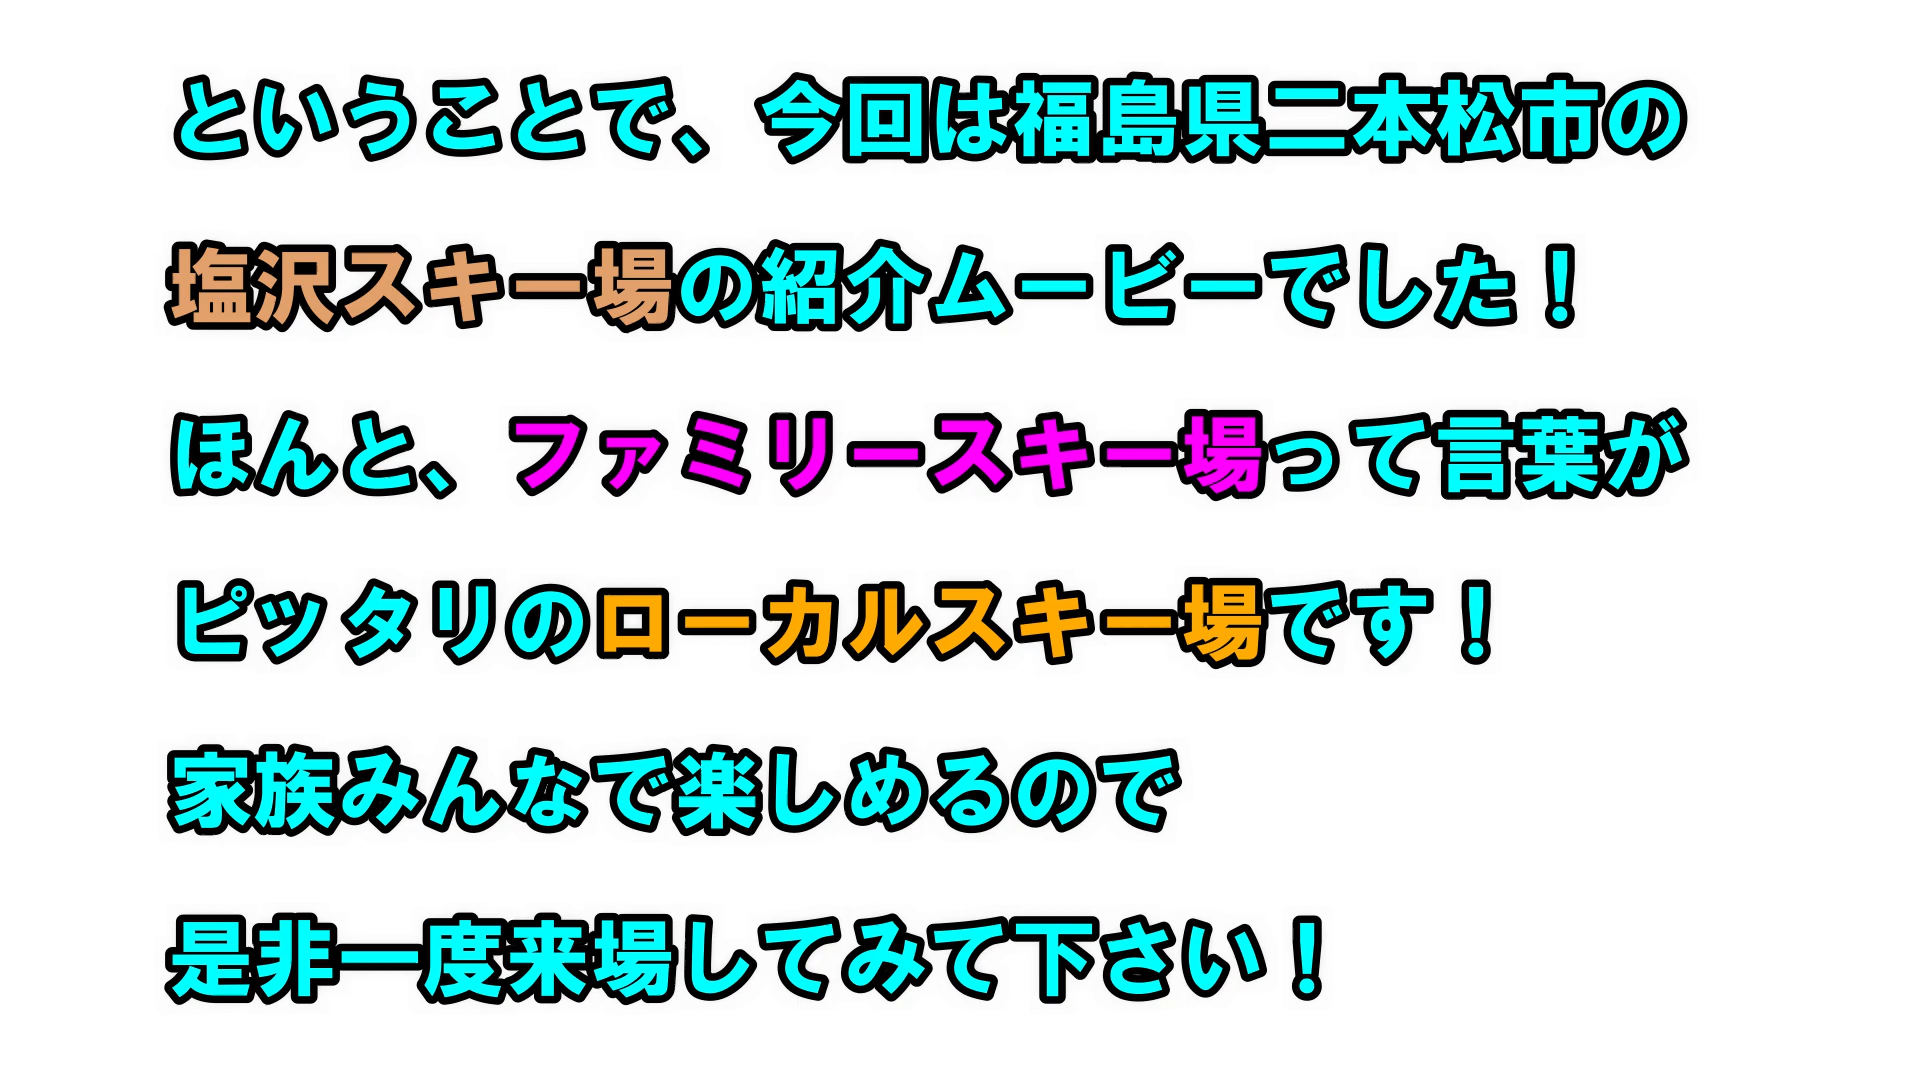 ということで、今回は福島県二本松市の
塩沢スキー場の紹介ムービーでした！
ほんと、ファミリースキー場って言葉が
ピッタリのローカルスキー場です！
家族みんなで楽しめるので
是非一度来場してみて下さい！